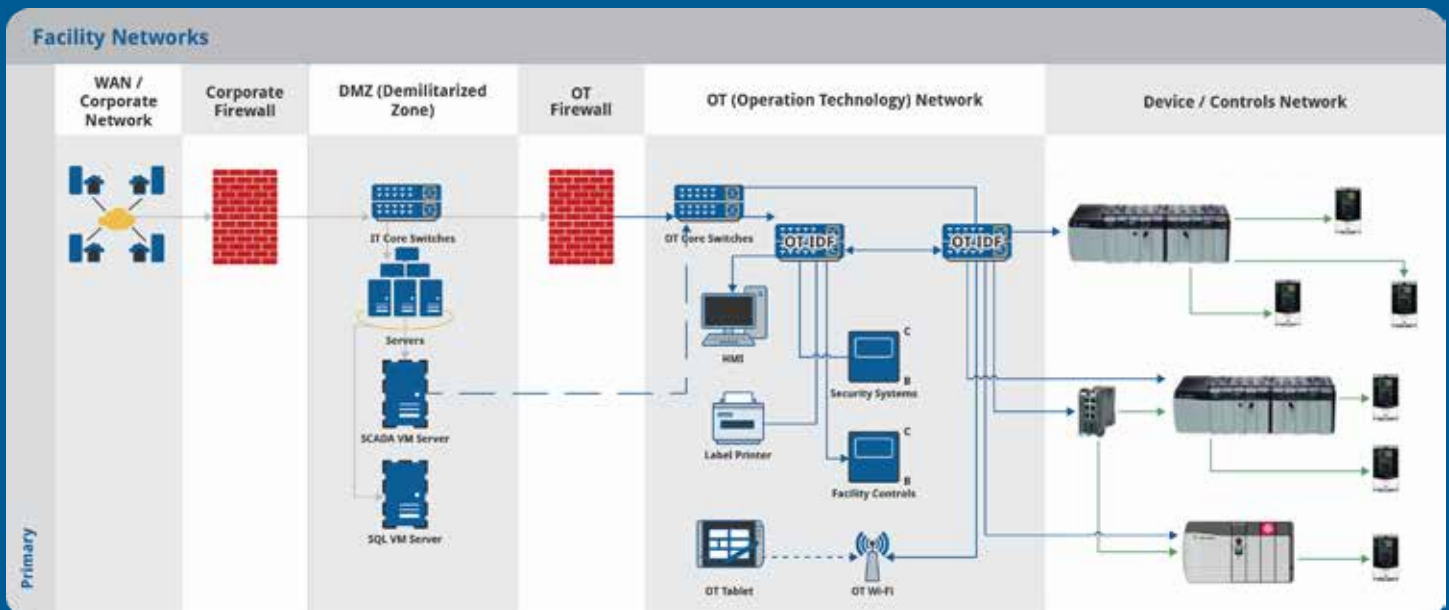 Facility Networks
WAN /
Corporate
Network
Corporate
Firewall
DMZ (Demilitarized
Zone)
OT
Firewall
OT (Operation Technology) Network
Device / Controls Network
IT Core Switches
Servers
SCADA VM Server
SQL VM Server
OT Core Switches
OT IDF
OT IDF
HMI
C
B
Security Systems
Label Printer
C
B
Facility Controls
OT Tablet
OT Wi-Fi
Primary